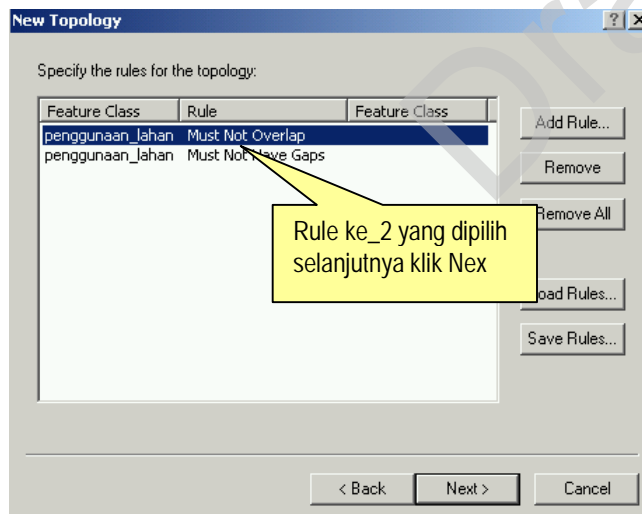 New Topology
Specify the rules for the topology:
Feature Class Rule Feature Class
penggunaan_lahan Must Not Overlap
penggunaan_lahan Must Not Have Gaps
Add Rule...
Remove
Remove All
Load Rules...
Save Rules...
Rule ke_2 yang dipilih
selanjutnya klik Nex
< Back Next > Cancel